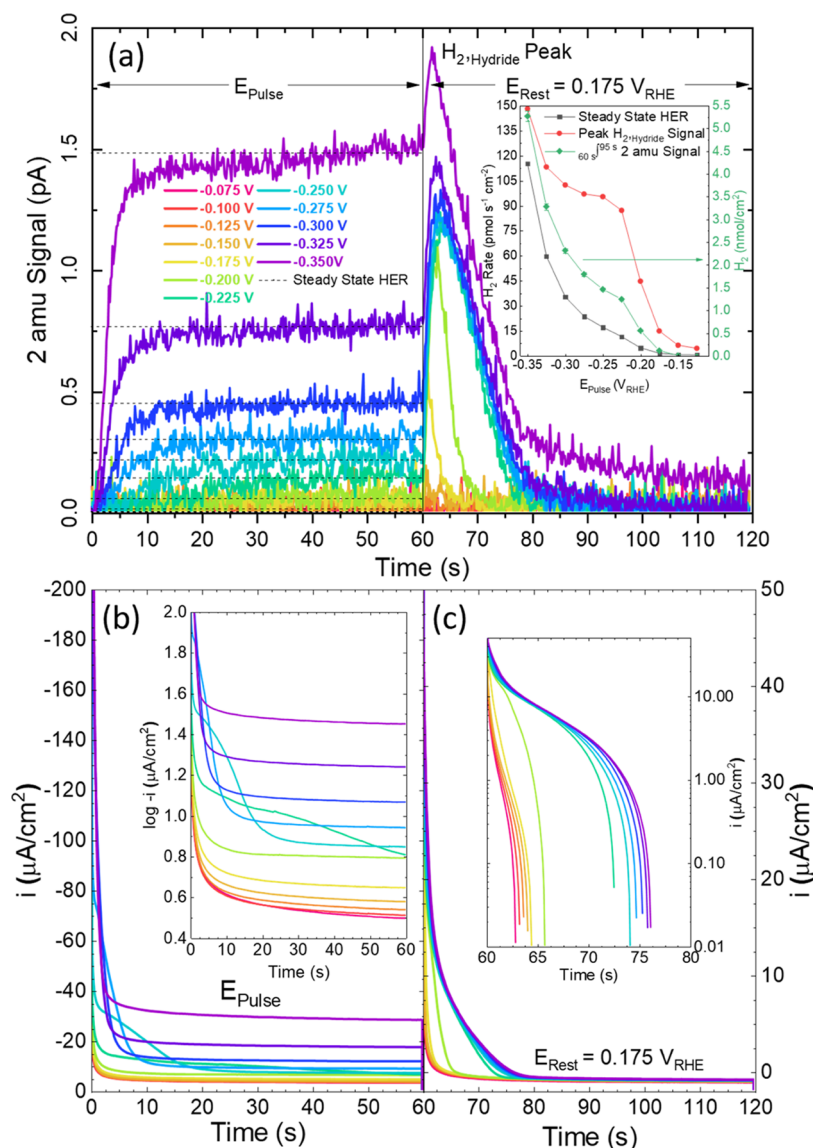 (a)
H2,Hydride Peak
EPulse
ERest = 0.175 VRHE
2.0
1.5
1.0
0.5
0.0
2 amu Signal (pA)
-0.075 V
-0.100 V
-0.125 V
-0.150 V
-0.175 V
-0.200 V
-0.225 V
-0.250 V
-0.275 V
-0.300 V
-0.325 V
-0.350 V
Steady State HER
Steady State HER
Peak H2,Hydride Signal
60 s∫95 s 2 amu Signal
150
135
120
105
90
75
60
45
30
15
0
H2 Rate (pmol s-1 cm-2)
5.5
5.0
4.5
4.0
3.5
3.0
2.5
2.0
1.5
1.0
0.5
0.0
H2 (nmol/cm2)
-0.35 -0.30 -0.25 -0.20 -0.15
EPulse (VRHE)
0 10 20 30 40 50 60 70 80 90 100 110 120
Time (s)
(b)
-200
-180
-160
-140
-120
-100
-80
-60
-40
-20
0
i (µA/cm2)
2.0
1.8
1.6
1.4
1.2
1.0
0.8
0.6
0.4
log -i (µA/cm2)
0 10 20 30 40 50 60
Time (s)
EPulse
0 10 20 30 40 50 60
Time (s)
(c)
10.00
1.00
0.10
0.01
i (µA/cm2)
60 65 70 75 80
Time (s)
ERest = 0.175 VRHE
50
40
30
20
10
0
i (µA/cm2)
70 80 90 100 110 120
Time (s)